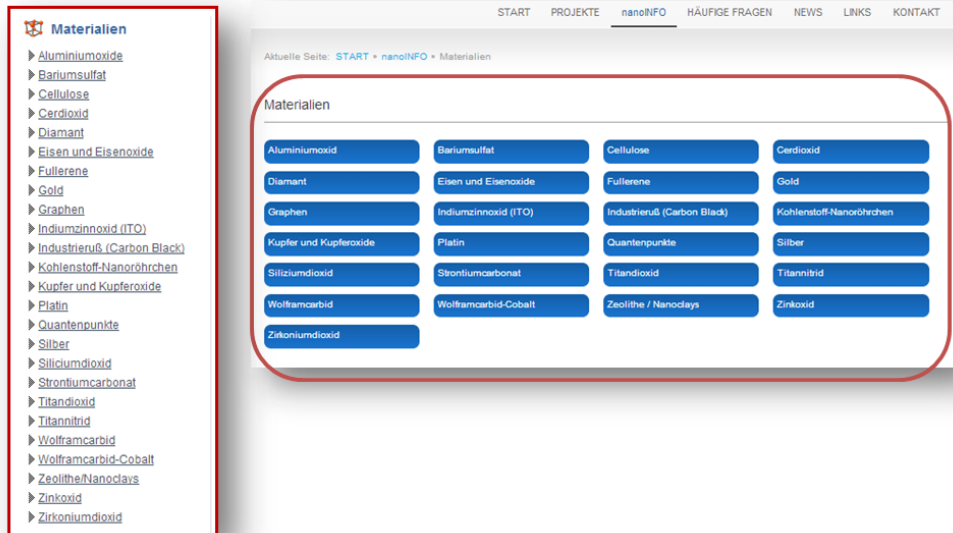 Materialien
Aluminiumoxide
Bariumsulfat
Cellulose
Cerdioxid
Diamant
Eisen und Eisenoxide
Fullerene
Gold
Graphen
Indiumzinnoxid (ITO)
Industrieruß (Carbon Black)
Kohlenstoff-Nanoröhrchen
Kupfer und Kupferoxide
Platin
Quantenpunkte
Silber
Siliciumdioxid
Strontiumcarbonat
Titandioxid
Titannitrid
Wolframcarbid
Wolframcarbid-Cobalt
Zeolithe/Nanoclays
Zinkoxid
Zirkoniumdioxid
START PROJEKTE nanoINFO HÄUFIGE FRAGEN NEWS LINKS KONTAKT
Aktuelle Seite: START » nanoINFO » Materialien
Materialien
Aluminiumoxid Bariumsulfat Cellulose Cerdioxid
Diamant Eisen und Eisenoxide Fullerene Gold
Graphen Indiumzinnoxid (ITO) Industrieruß (Carbon Black) Kohlenstoff-Nanoröhrchen
Kupfer und Kupferoxide Platin Quantenpunkte Silber
Siliziumdioxid Strontiumcarbonat Titandioxid Titannitrid
Wolframcarbid Wolframcarbid-Cobalt Zeolithe / Nanoclays Zinkoxid
Zirkoniumdioxid